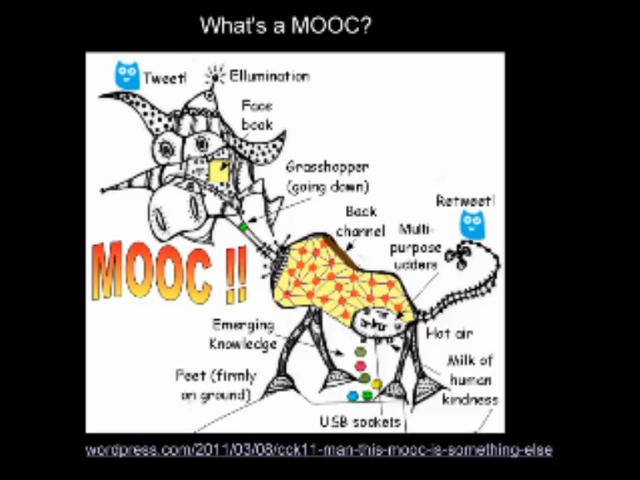 What's a MOOC?
Tweet!
Ellumination
Face
book
Grasshopper
(going down)
Back
channel
Retweet!
Multi-
purpose
udders
MOOC !!
Emerging
Knowledge
Hot air
Feet (firmly
on ground)
Milk of
human
kindness
USB sockets
wordpress.com/2011/03/08/cck11-man-this-mooc-is-something-else